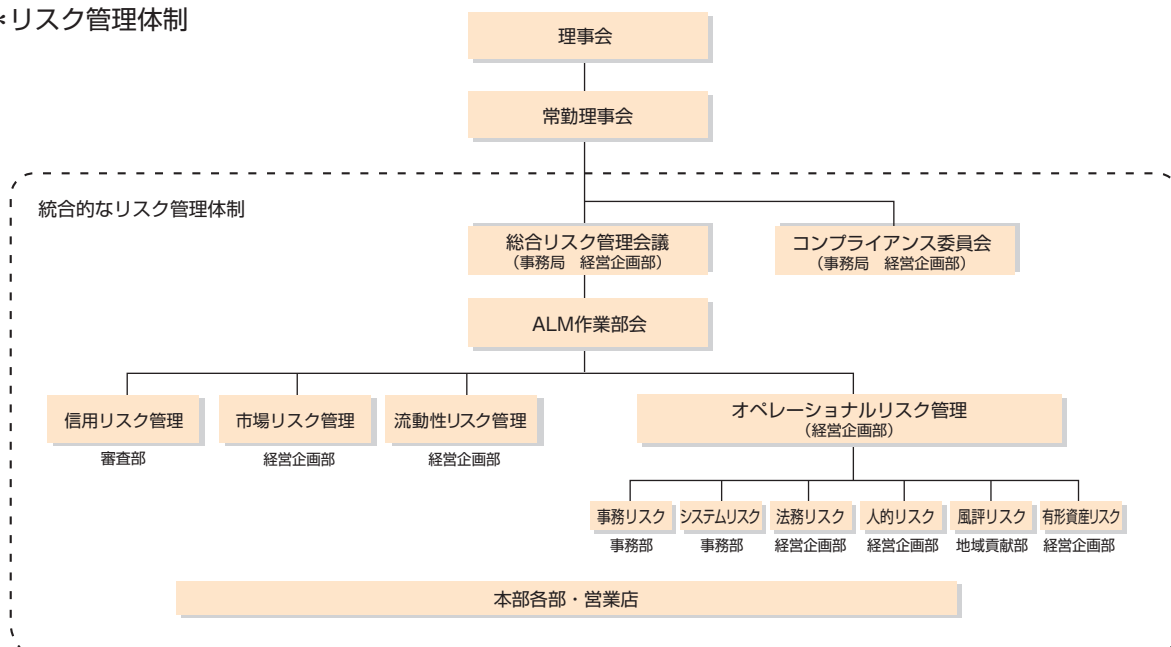 *リスク管理体制
理事会
常勤理事会
統合的なリスク管理体制
総合リスク管理会議
（事務局　経営企画部）
コンプライアンス委員会
（事務局　経営企画部）
ALM作業部会
信用リスク管理
審査部
市場リスク管理
経営企画部
流動性リスク管理
経営企画部
オペレーショナルリスク管理
（経営企画部）
事務リスク
事務部
システムリスク
事務部
法務リスク
経営企画部
人的リスク
経営企画部
風評リスク
地域貢献部
有形資産リスク
経営企画部
本部各部・営業店